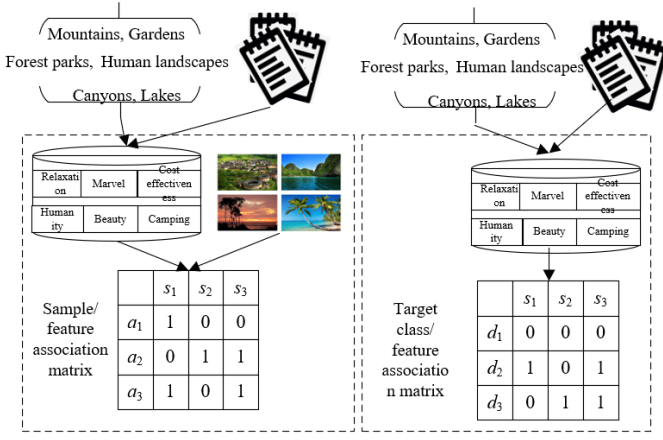 Mountains, Gardens
Forest parks, Human landscapes
Canyons, Lakes
Relaxati
on
Marvel
Cost
effectiven
ess
Human
ity
Beauty
Camping
Sample/
feature
association
matrix
s1 s2 s3
a1 1 0 0
a2 0 1 1
a3 1 0 1
Mountains, Gardens
Forest parks, Human landscapes
Canyons, Lakes
Relaxati
on
Marvel
Cost
effectiven
ess
Human
ity
Beauty
Camping
Target
class/
feature
associatio
n matrix
s1 s2 s3
d1 0 0 0
d2 1 0 1
d3 0 1 1